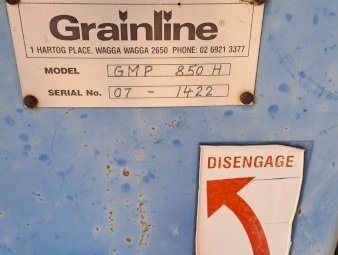 Grainline®
1 HARTOG PLACE, WAGGA WAGGA 2650 PHONE: 02 6921 3377
MODEL GMP 850 H
SERIAL No. 07 - 1422
DISENGAGE